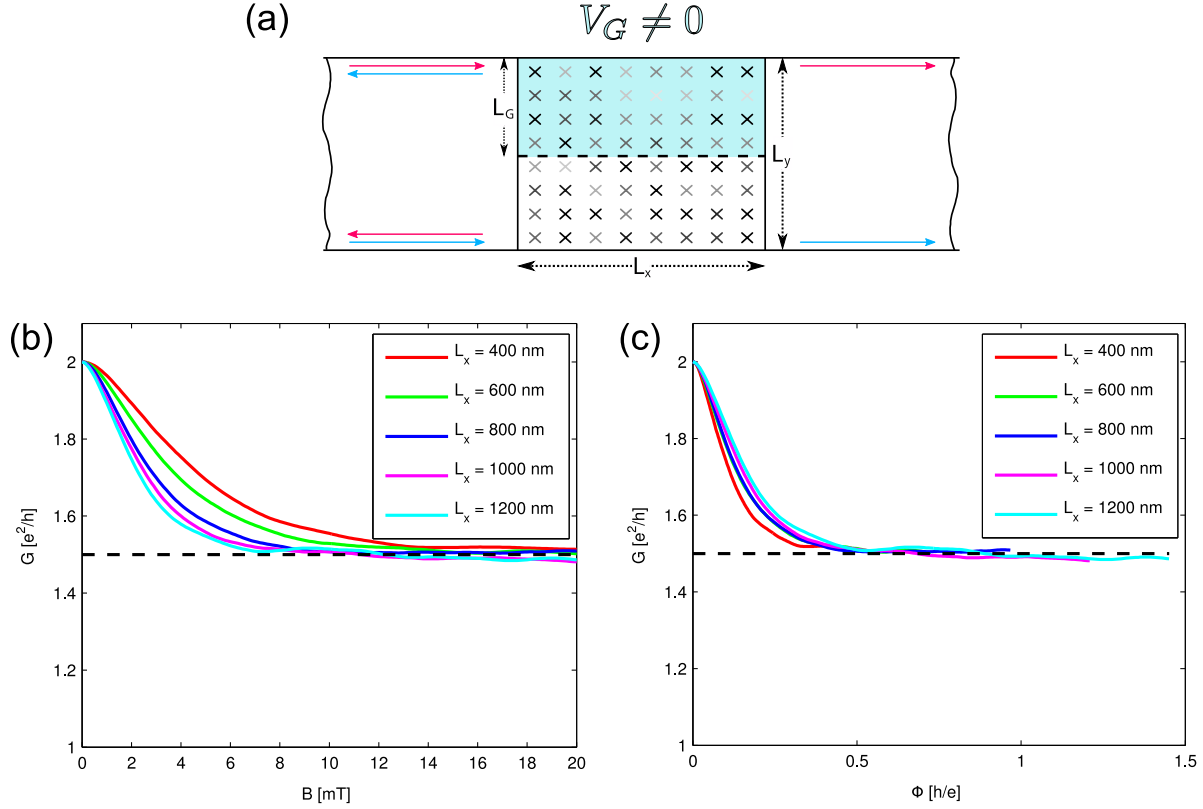 (a)
V_G ≠ 0
L_G
L_y
L_x
(b)
G [e²/h]
2
1.8
1.6
1.4
1.2
1
0 2 4 6 8 10 12 14 16 18 20
B [mT]
L_x = 400 nm
L_x = 600 nm
L_x = 800 nm
L_x = 1000 nm
L_x = 1200 nm
(c)
G [e²/h]
2
1.8
1.6
1.4
1.2
1
0 0.5 1 1.5
Φ [h/e]
L_x = 400 nm
L_x = 600 nm
L_x = 800 nm
L_x = 1000 nm
L_x = 1200 nm